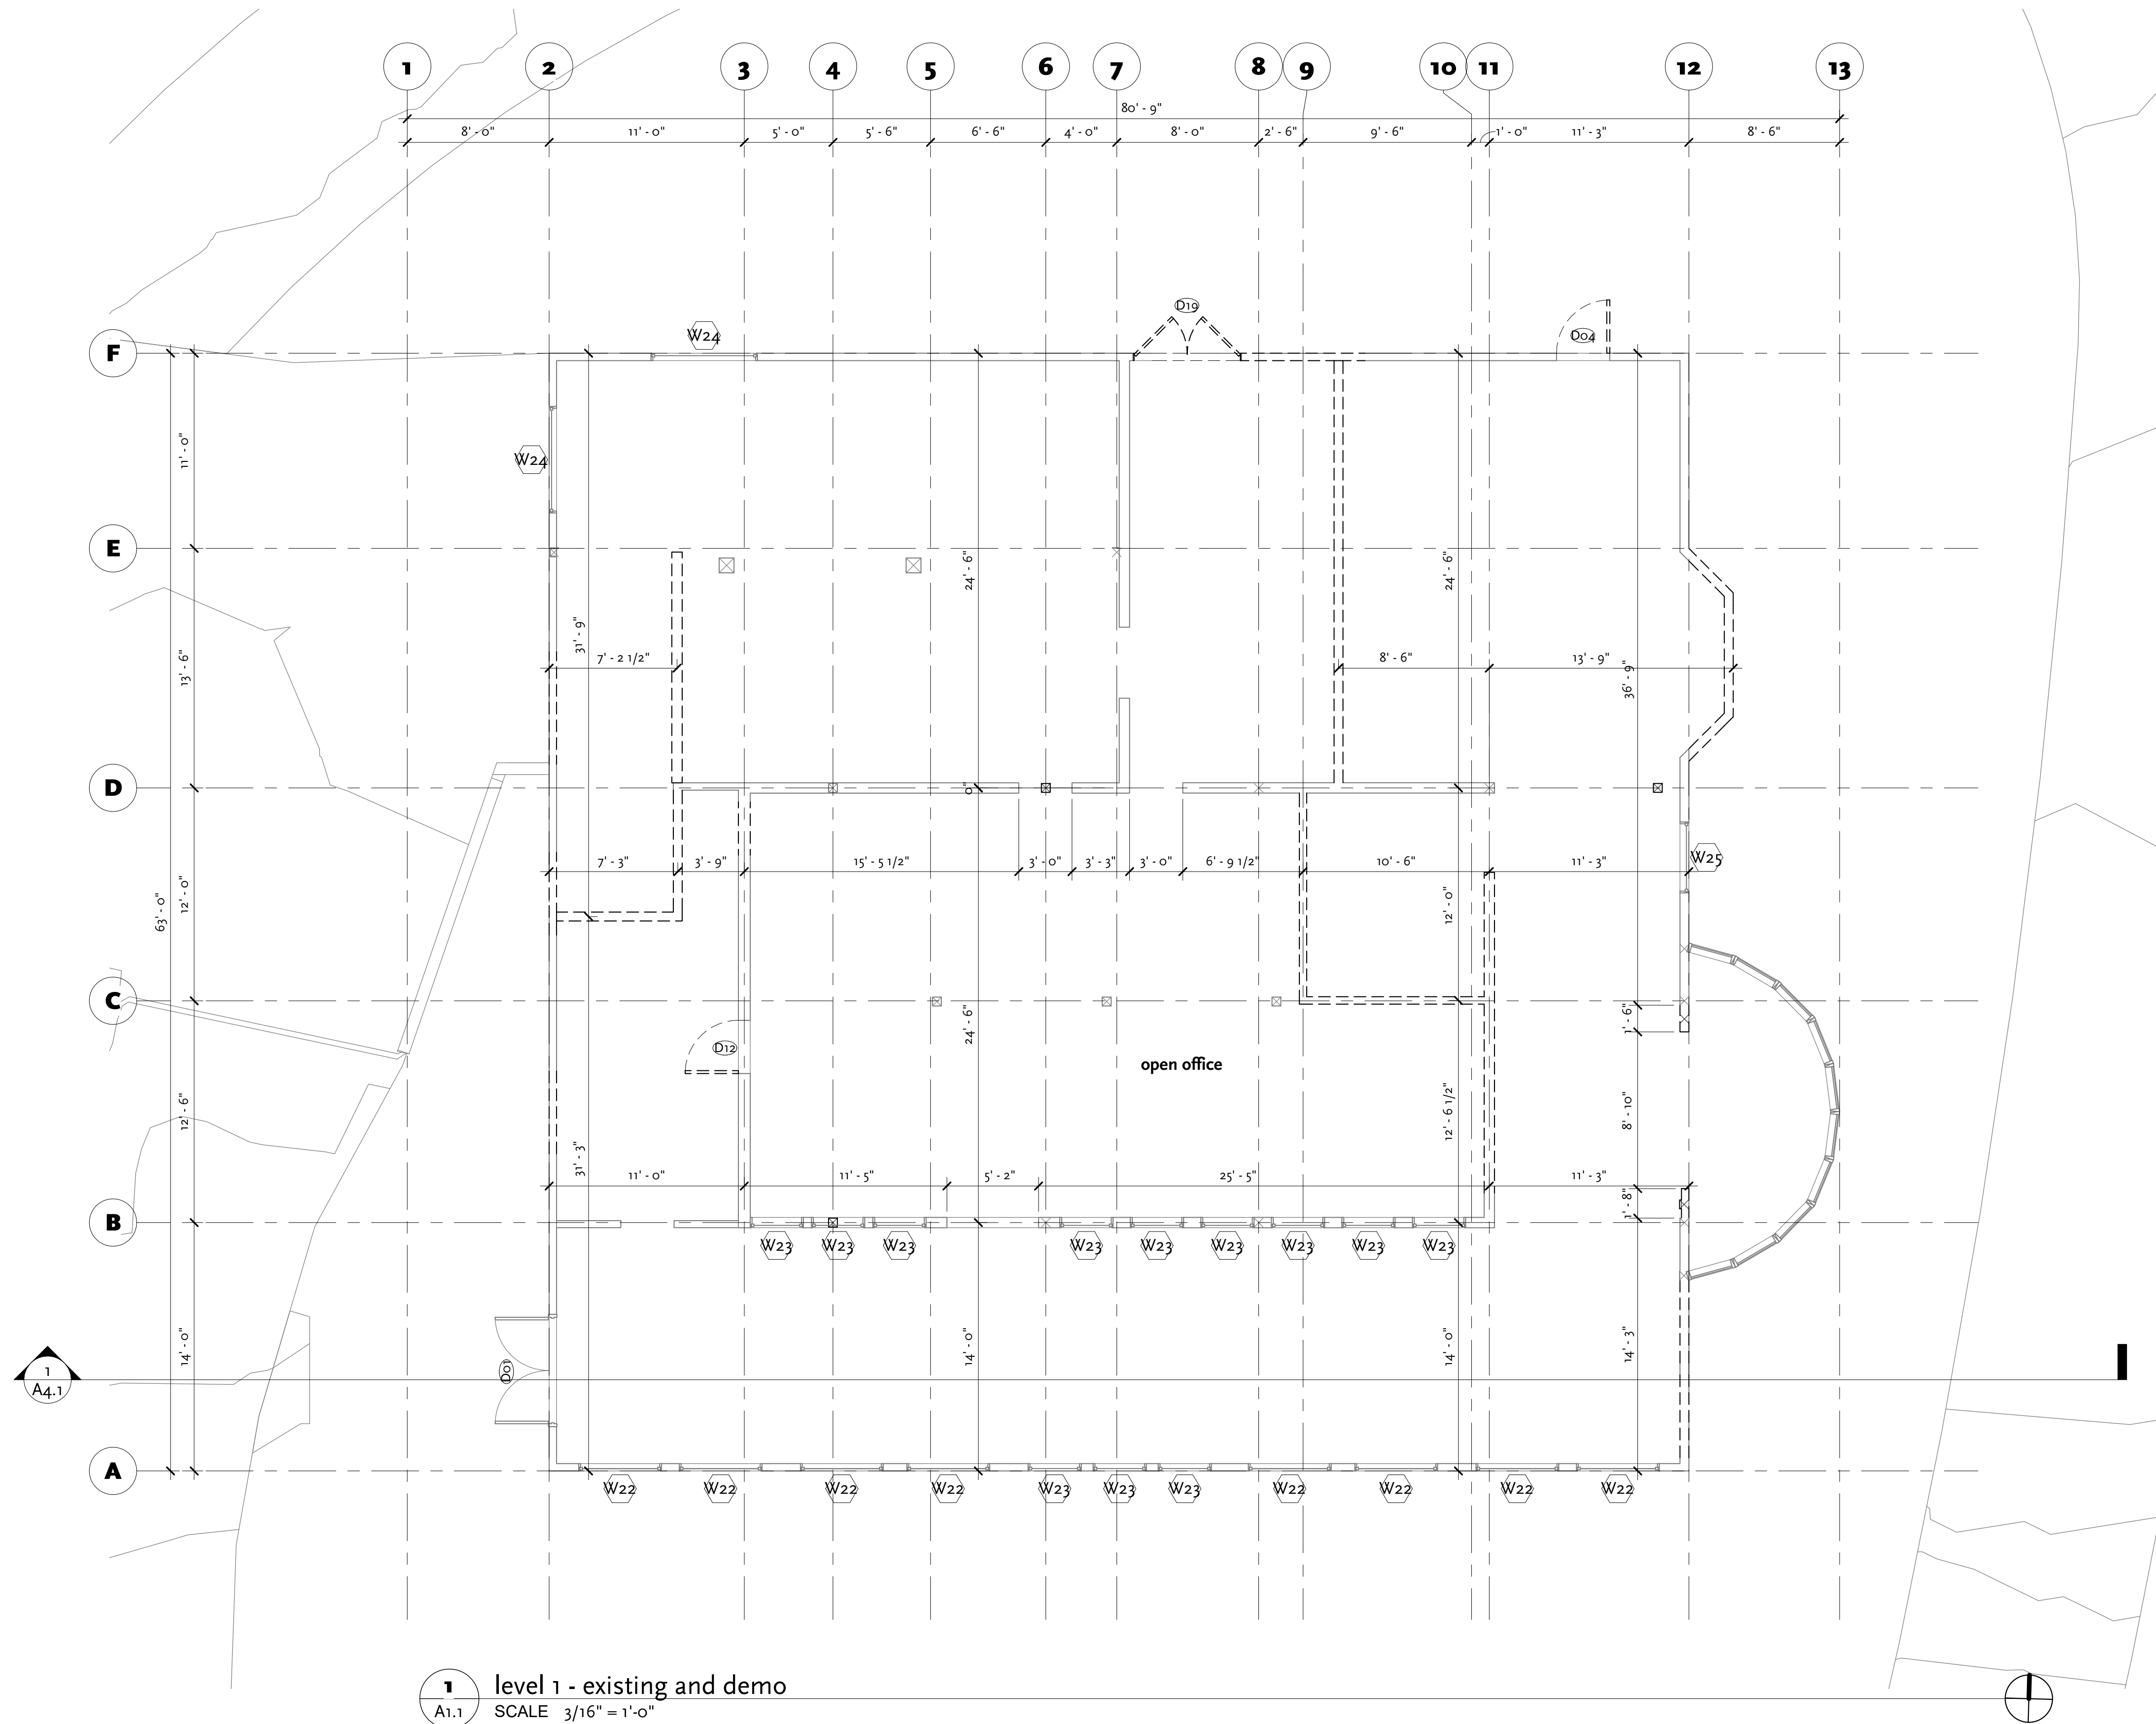 1 2 3 4 5 6 7 8 9 10 11 12 13
80' - 9"
8' - 0" 11' - 0" 5' - 0" 5' - 6" 6' - 6" 4' - 0" 8' - 0" 2' - 6" 9' - 6" 1' - 0" 11' - 3" 8' - 6"
D19
W24 D04
F
11' - 0"
W24
E
24' - 6" 24' - 6"
31' - 9"
13' - 6" 7' - 2 1/2" 8' - 6" 13' - 9"
36' - 9"
D
0"
7' - 3" 3' - 9" 15' - 5 1/2" 3' - 0" 3' - 3" 3' - 0" 6' - 9 1/2" 10' - 6" 11' - 3"
W25
63' - 0" 12' - 0" 12' - 0"
C
24' - 6" 1' - 6"
D12
open office
12' - 6" 12' - 6 1/2" 8' - 10"
31' - 3"
11' - 0" 11' - 5" 5' - 2" 25' - 5" 11' - 3"
1' - 8"
B
W23 W23 W23 W23 W23 W23 W23 W23 W23
14' - 0" 14' - 0" 14' - 0" 14' - 3"
D01
1
A4.1
A
W22 W22 W22 W22 W23 W23 W23 W22 W22 W22 W22
1
A1.1
level 1 - existing and demo
SCALE 3/16" = 1'-0"